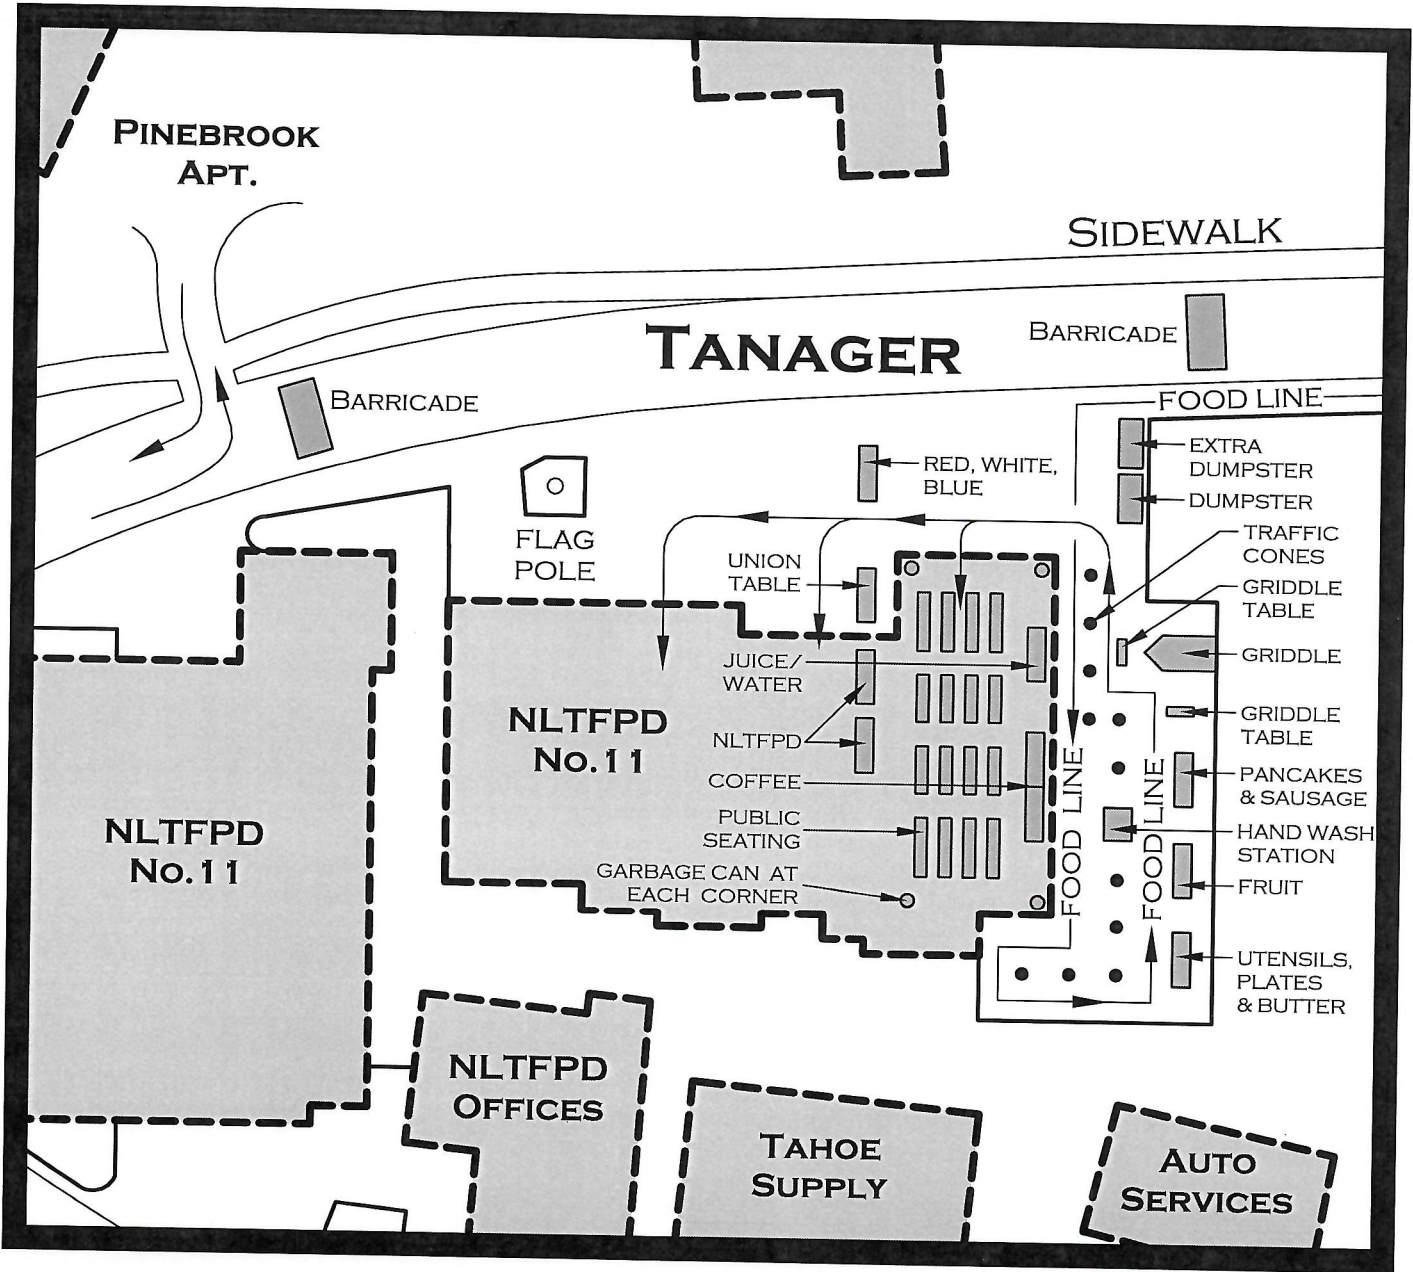 PINEBROOK
APT.
SIDEWALK
TANAGER
BARRICADE
BARRICADE
FOOD LINE
EXTRA
DUMPSTER
DUMPSTER
RED, WHITE,
BLUE
FLAG
POLE
TRAFFIC
CONES
UNION
TABLE
GRIDDLE
TABLE
GRIDDLE
JUICE/
WATER
NLTFPD
GRIDDLE
TABLE
NLTFPD
No.11
COFFEE
PANCAKES
& SAUSAGE
PUBLIC
SEATING
HAND WASH
STATION
FOOD LINE
FOOD LINE
GARBAGE CAN AT
EACH CORNER
FRUIT
NLTFPD
No.11
UTENSILS,
PLATES
& BUTTER
NLTFPD
OFFICES
TAHOE
SUPPLY
AUTO
SERVICES